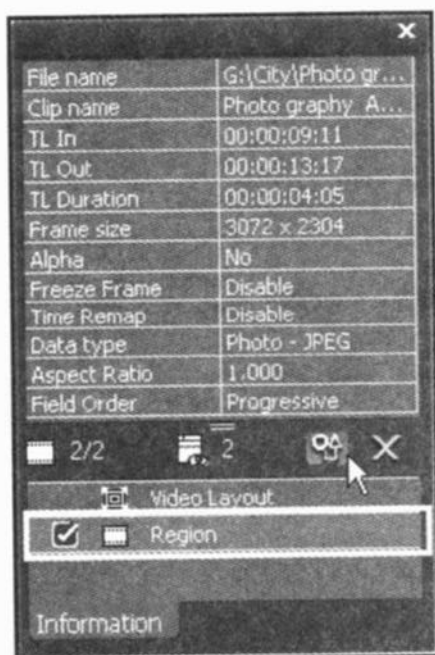 File name G:\City\Photo gr...
Clip name Photo graphy A...
TL In 00:00:09:11
TL Out 00:00:13:17
TL Duration 00:00:04:05
Frame size 3072 x 2304
Alpha No
Freeze Frame Disable
Time Remap Disable
Data type Photo - JPEG
Aspect Ratio 1.000
Field Order Progressive
2/2 2
Video Layout
Region
Information